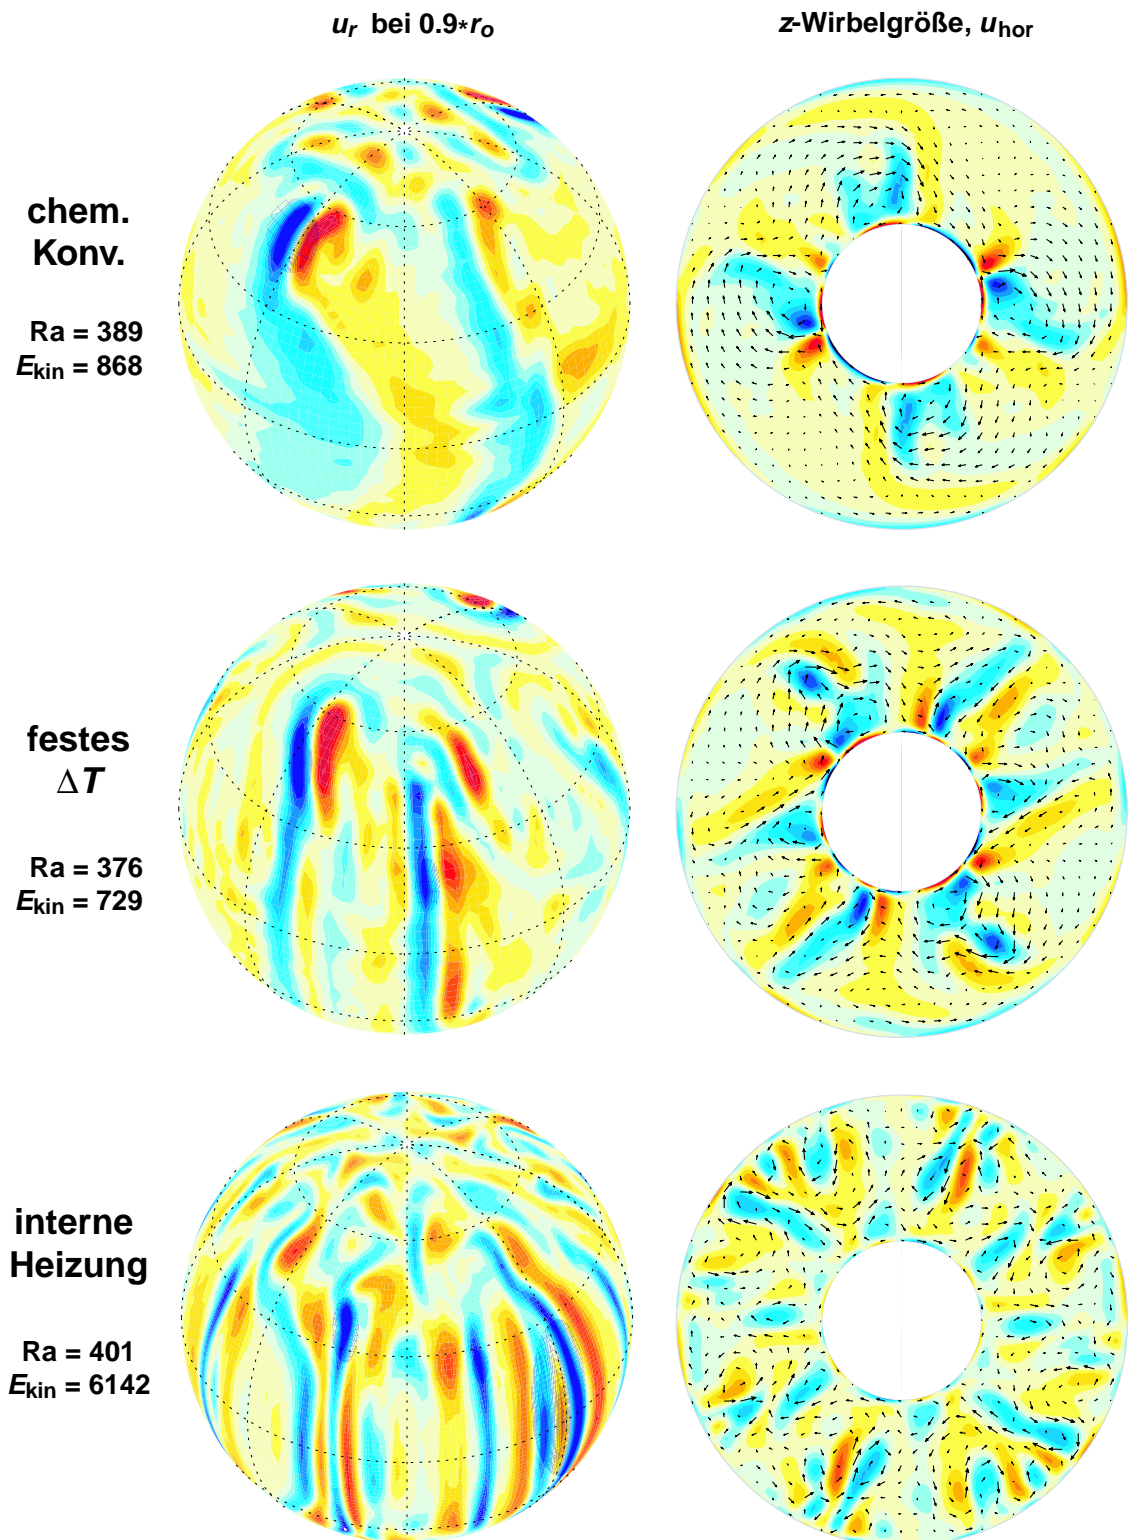 u_r bei 0.9*r_o
z-Wirbelgröße, u_hor
chem.
Konv.
Ra = 389
E_kin = 868
festes
ΔT
Ra = 376
E_kin = 729
interne
Heizung
Ra = 401
E_kin = 6142